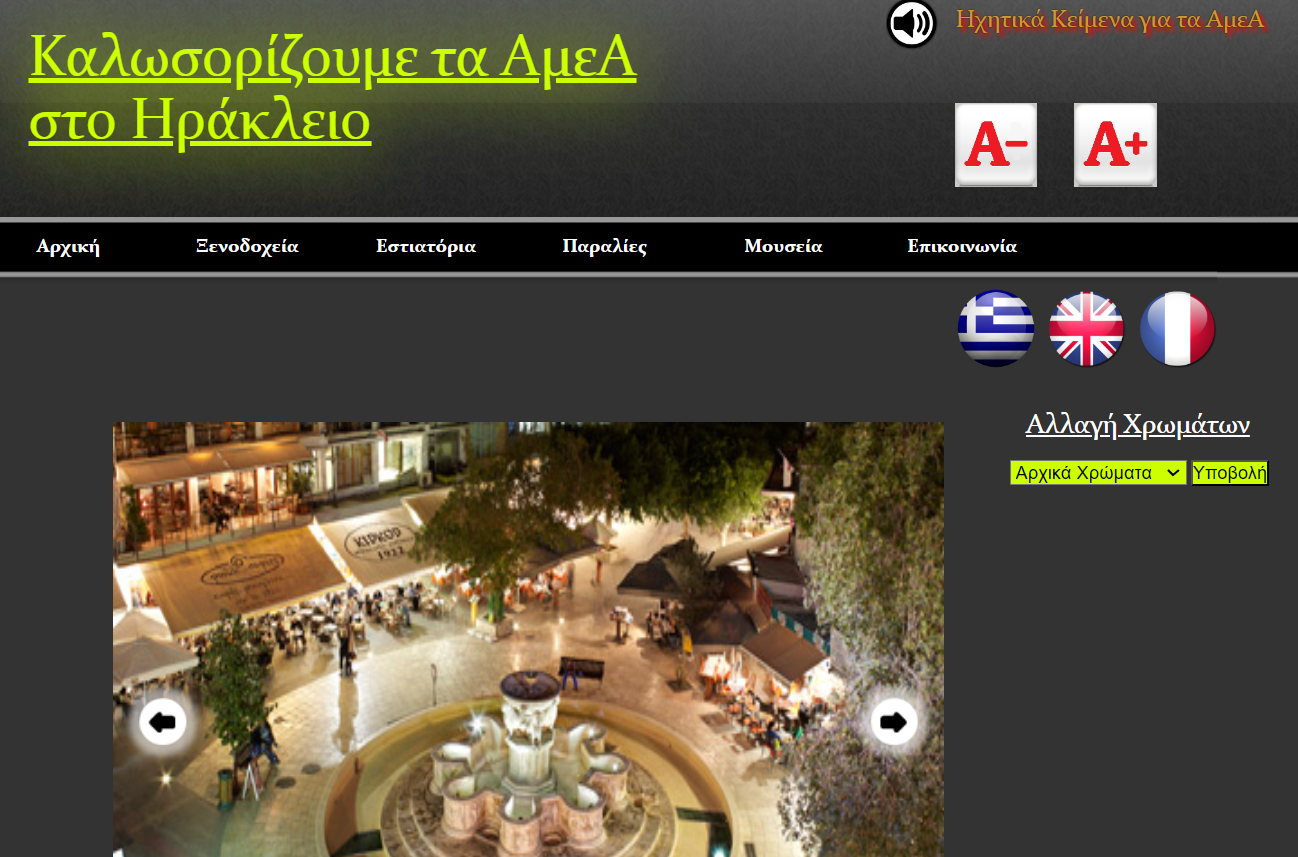 Ηχητικά Κείμενα για τα ΑμεΑ
Καλωσορίζουμε τα ΑμεΑ
στο Ηράκλειο
A- A+
Αρχική Ξενοδοχεία Εστιατόρια Παραλίες Μουσεία Επικοινωνία
Αλλαγή Χρωμάτων
Αρχικά Χρώματα Υποβολή
ΚΙΡΚΟΡ
1922